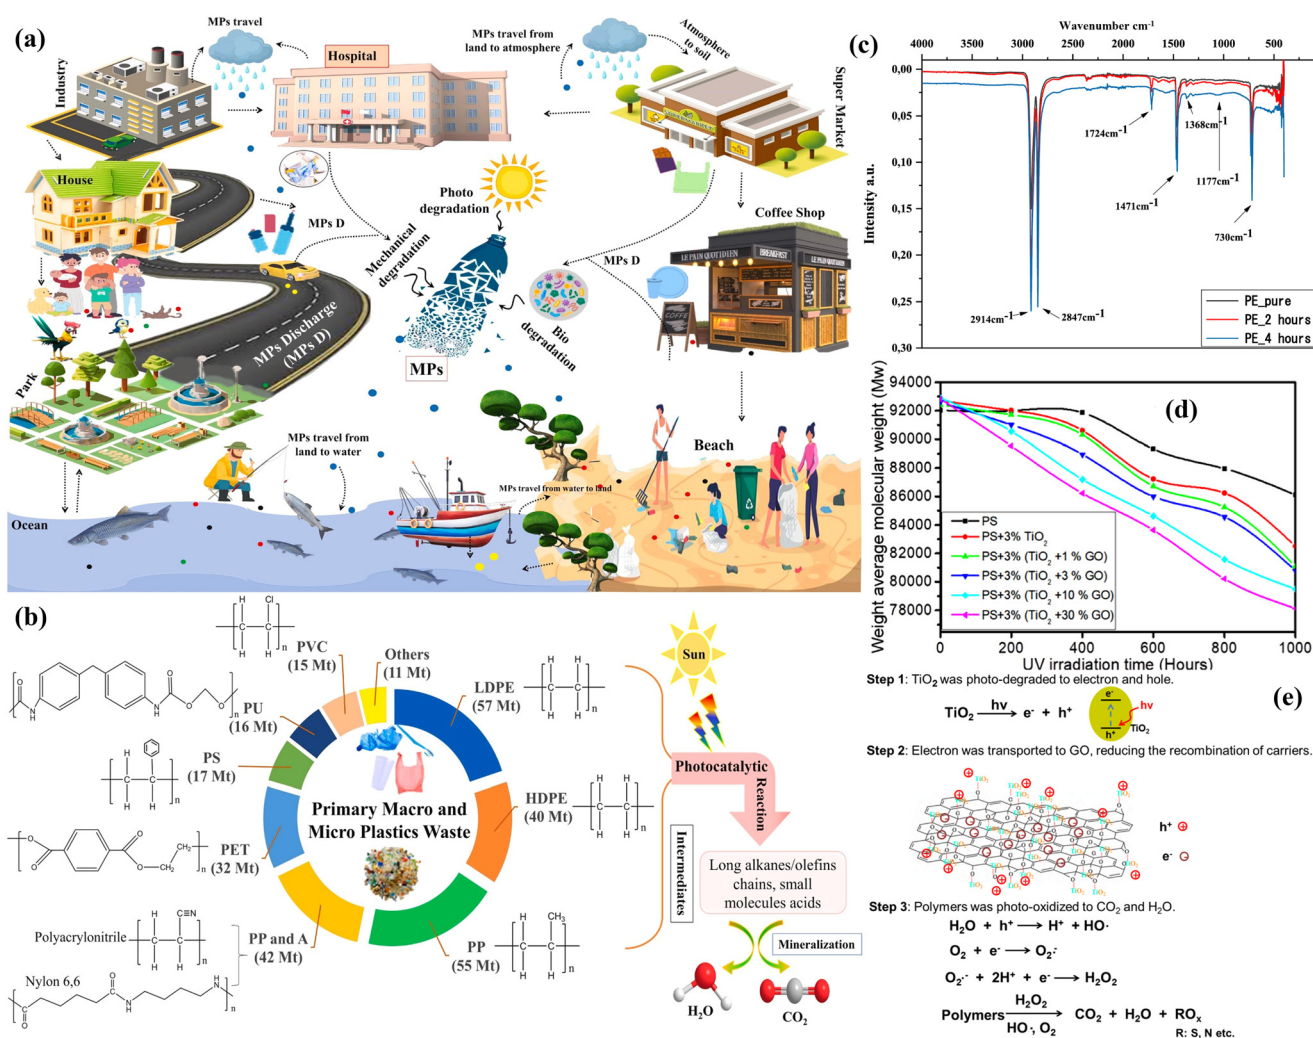 (a)
MPs travel
Industry
Hospital
MPs travel from
land to atmosphere
Atmosphere
to soil
Super Market
House
MPs D
Photo
degradation
Mechanical
degradation
Bio
degradation
MPs
MPs D
Coffee Shop
LE PAIN QUOTIDIEN
BREAKFAST
LE PAIN QUOTIDIEN
COFFE
MPs Discharge
(MPs D)
Park
MPs travel from
land to water
Ocean
MPs travel from water to land
Beach
(b)
Primary Macro and
Micro Plastics Waste
LDPE
(57 Mt)
HDPE
(40 Mt)
PP
(55 Mt)
PP and A
(42 Mt)
PET
(32 Mt)
PS
(17 Mt)
PU
(16 Mt)
PVC
(15 Mt)
Others
(11 Mt)
Polyacrylonitrile
Nylon 6,6
Sun
Photocatalytic
Reaction
Intermediates
Long alkanes/olefins
chains, small
molecules acids
Mineralization
H₂O
CO₂
(c)
Wavenumber cm⁻¹
4000 3000 2500 2000 1500 1000 500
Intensity a.u.
0,00
0,05
0,10
0,15
0,20
0,25
0,30
2914cm⁻¹
2847cm⁻¹
1724cm⁻¹
1471cm⁻¹
1368cm⁻¹
1177cm⁻¹
730cm⁻¹
PE_pure
PE_2 hours
PE_4 hours
(d)
Weight average molecular weight (Mw)
94000
92000
90000
88000
86000
84000
82000
80000
78000
PS
PS+3% TiO₂
PS+3% (TiO₂ +1 % GO)
PS+3% (TiO₂ +3 % GO)
PS+3% (TiO₂ +10 % GO)
PS+3% (TiO₂ +30 % GO)
0 200 400 600 800 1000
UV irradiation time (Hours)
(e)
Step 1: TiO₂ was photo-degraded to electron and hole.
TiO₂ hν → e⁻ + h⁺
e⁻
hν
h⁺
TiO₂
Step 2: Electron was transported to GO, reducing the recombination of carriers.
h⁺ ⊕
e⁻ ⊖
Step 3: Polymers was photo-oxidized to CO₂ and H₂O.
H₂O + h⁺ → H⁺ + HO·
O₂ + e⁻ → O₂·⁻
O₂·⁻ + 2H⁺ + e⁻ → H₂O₂
H₂O₂
Polymers → CO₂ + H₂O + ROₓ
HO·, O₂
R: S, N etc.